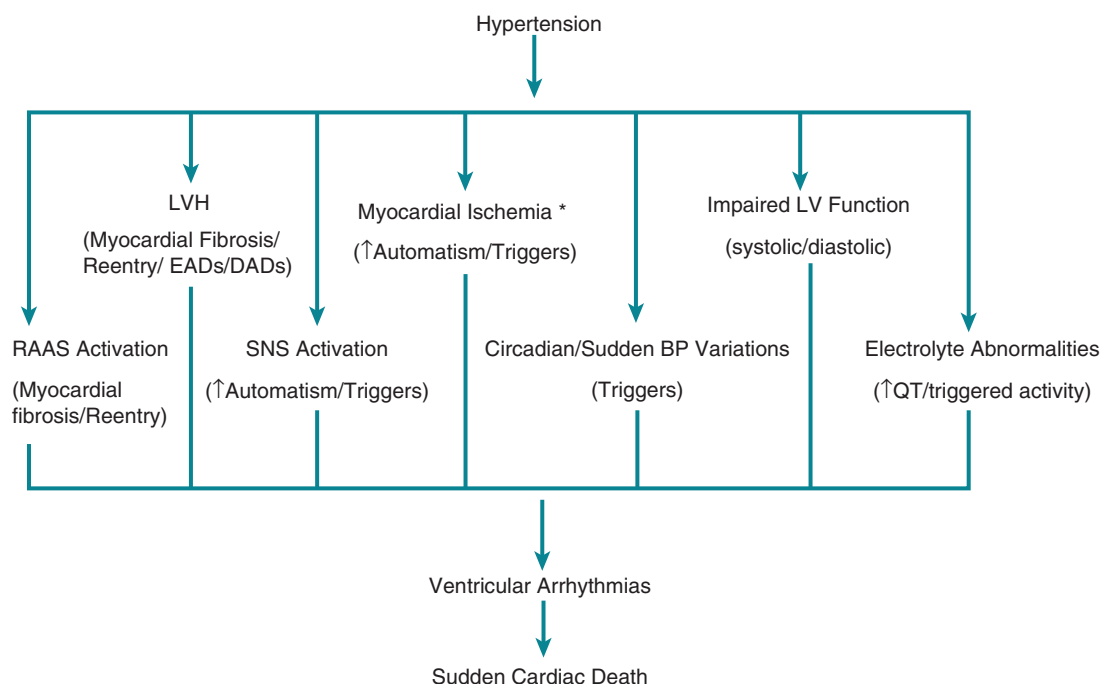 Hypertension
LVH
(Myocardial Fibrosis/
Reentry/ EADs/DADs)
Myocardial Ischemia *
(↑Automatism/Triggers)
Impaired LV Function
(systolic/diastolic)
RAAS Activation
(Myocardial
fibrosis/Reentry)
SNS Activation
(↑Automatism/Triggers)
Circadian/Sudden BP Variations
(Triggers)
Electrolyte Abnormalities
(↑QT/triggered activity)
Ventricular Arrhythmias
Sudden Cardiac Death